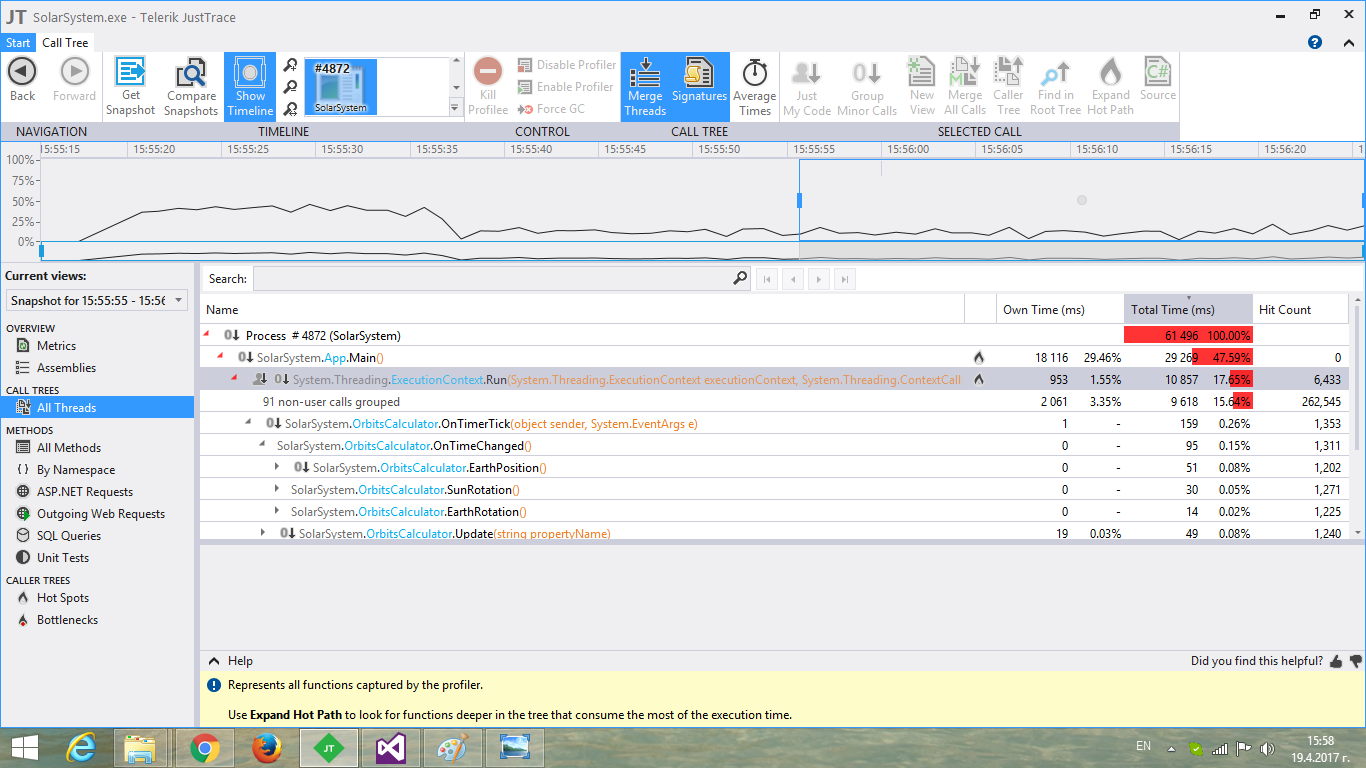 JT SolarSystem.exe - Telerik JustTrace
Start Call Tree
Back
Forward
Get Snapshot
Compare Snapshots
Show Timeline
#4872
SolarSystem
Kill Profilee
Disable Profiler
Enable Profiler
Force GC
Merge Threads
Signatures
Average Times
Just My Code
Group Minor Calls
New View
Merge All Calls
Caller Tree
Find in Root Tree
Expand Hot Path
C#
Source
NAVIGATION TIMELINE CONTROL CALL TREE SELECTED CALL
15:55:15 15:55:20 15:55:25 15:55:30 15:55:35 15:55:40 15:55:45 15:55:50 15:55:55 15:56:00 15:56:05 15:56:10 15:56:15 15:56:20
100%
75%
50%
25%
0%
Current views:
Snapshot for 15:55:55 - 15:56
OVERVIEW
Metrics
Assemblies
CALL TREES
All Threads
METHODS
All Methods
By Namespace
ASP.NET Requests
Outgoing Web Requests
SQL Queries
Unit Tests
CALLER TREES
Hot Spots
Bottlenecks
Search:
Name Own Time (ms) Total Time (ms) Hit Count
Process # 4872 (SolarSystem) 61 496 100.00%
SolarSystem.App.Main() 18 116 29.46% 29 269 47.59% 0
System.Threading.ExecutionContext.Run(System.Threading.ExecutionContext executionContext, System.Threading.ContextCall 953 1.55% 10 857 17.65% 6,433
91 non-user calls grouped 2 061 3.35% 9 618 15.64% 262,545
SolarSystem.OrbitsCalculator.OnTimerTick(object sender, System.EventArgs e) 1 - 159 0.26% 1,353
SolarSystem.OrbitsCalculator.OnTimeChanged() 0 - 95 0.15% 1,311
SolarSystem.OrbitsCalculator.EarthPosition() 0 - 51 0.08% 1,202
SolarSystem.OrbitsCalculator.SunRotation() 0 - 30 0.05% 1,271
SolarSystem.OrbitsCalculator.EarthRotation() 0 - 14 0.02% 1,225
SolarSystem.OrbitsCalculator.Update(string propertyName) 19 0.03% 49 0.08% 1,240
Help Did you find this helpful?
Represents all functions captured by the profiler.
Use Expand Hot Path to look for functions deeper in the tree that consume the most of the execution time.
JT
EN
15:58
19.4.2017 г.